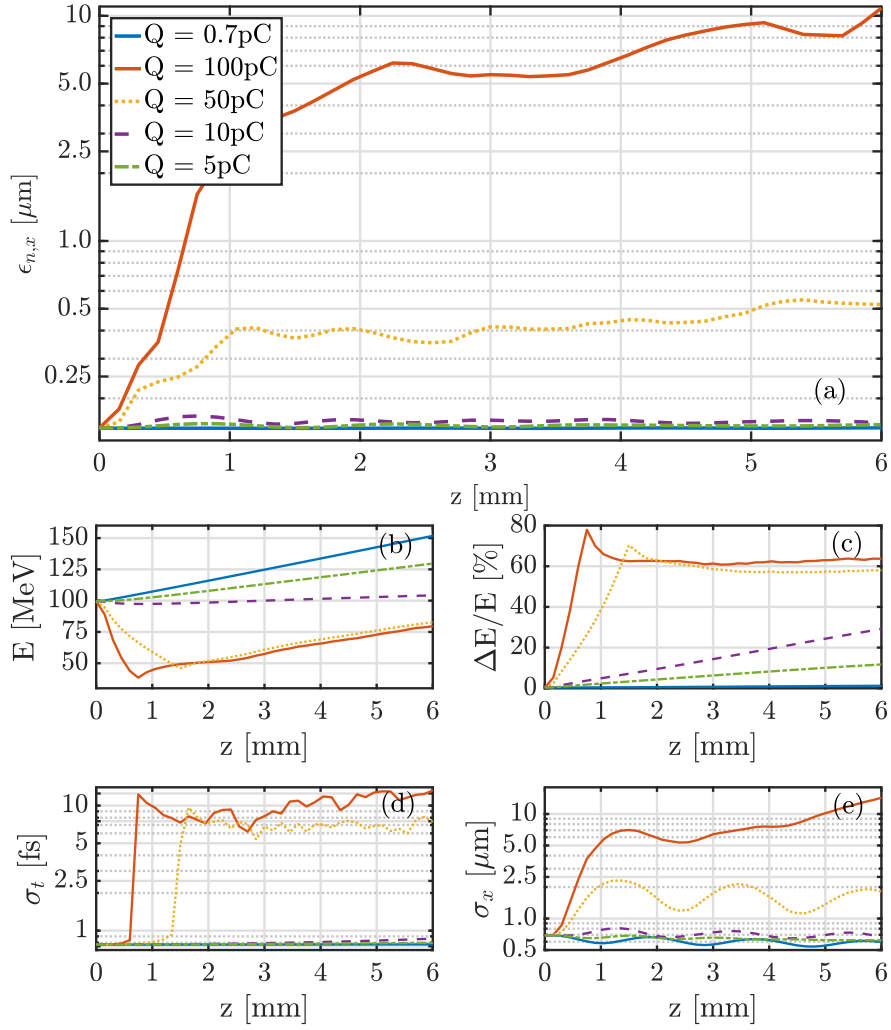 10
5.0
2.5
1.0
0.5
0.25
ϵn,x [μm]
Q = 0.7pC
Q = 100pC
Q = 50pC
Q = 10pC
Q = 5pC
(a)
0 1 2 3 4 5 6
z [mm]
150
125
100
75
50
E [MeV]
(b)
0 1 2 3 4 5 6
z [mm]
80
60
40
20
0
ΔE/E [%]
(c)
0 1 2 3 4 5 6
z [mm]
10
5
2.5
1
σt [fs]
(d)
0 1 2 3 4 5 6
z [mm]
10
5.0
2.5
1.0
0.5
σx [μm]
(e)
0 1 2 3 4 5 6
z [mm]